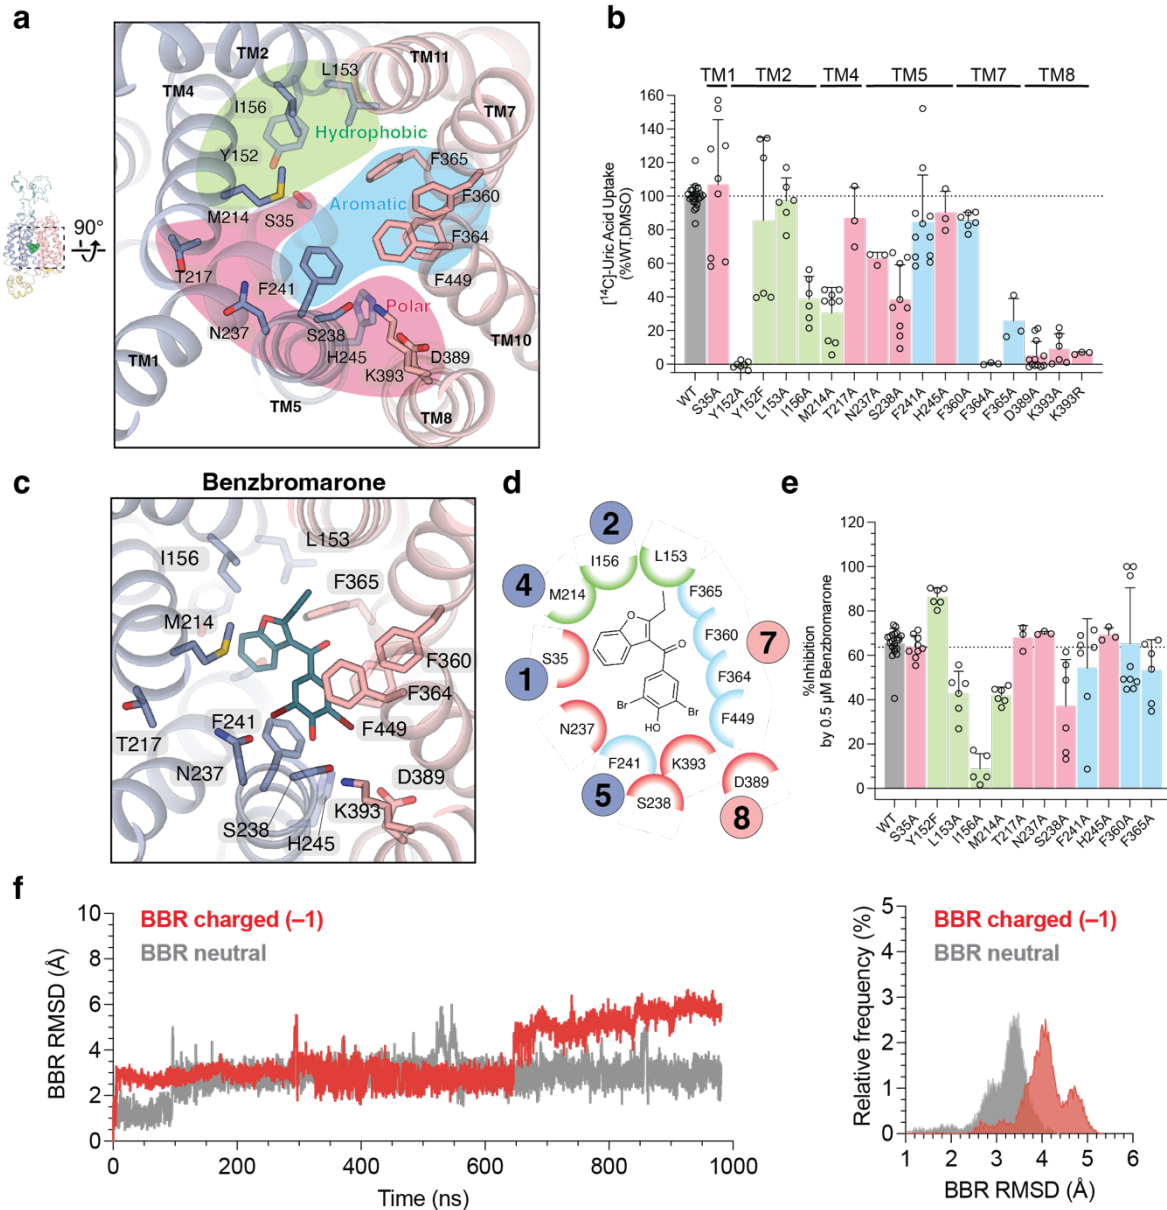 a
90°
TM2
TM11
TM4
L153
TM7
I156
Hydrophobic
Y152
F365
M214
S35
Aromatic
F360
F364
T217
F241
F449
Polar
N237
S238
TM10
TM1
H245
D389
K393
TM5
TM8
b
TM1 TM2 TM4 TM5 TM7 TM8
[¹⁴C]-Uric Acid Uptake
(%WT,DMSO)
160
140
120
100
80
60
40
20
0
WT S35A Y152A Y152F L153A I156A M214A T217A N237A S238A F241A H245A F360A F364A F365A D389A K393A K393R
c
Benzbromarone
L153
I156
F365
M214
F360
F364
F241
F449
T217
N237
D389
K393
S238
H245
d
2
I156 L153
4
M214 F365
O
F360 7
S35 O
1
F364
Br Br
HO
F449
N237
F241 K393
D389
5
S238
8
e
%Inhibition
by 0.5 μM Benzbromarone
120
100
80
60
40
20
0
WT S35A Y152F L153A I156A M214A T217A N237A S238A F241A H245A F360A F365A
f
BBR charged (–1)
BBR neutral
BBR RMSD (Å)
10
8
6
4
2
0
0 200 400 600 800 1000
Time (ns)
BBR charged (–1)
BBR neutral
Relative frequency (%)
5
4
3
2
1
0
1 2 3 4 5 6
BBR RMSD (Å)